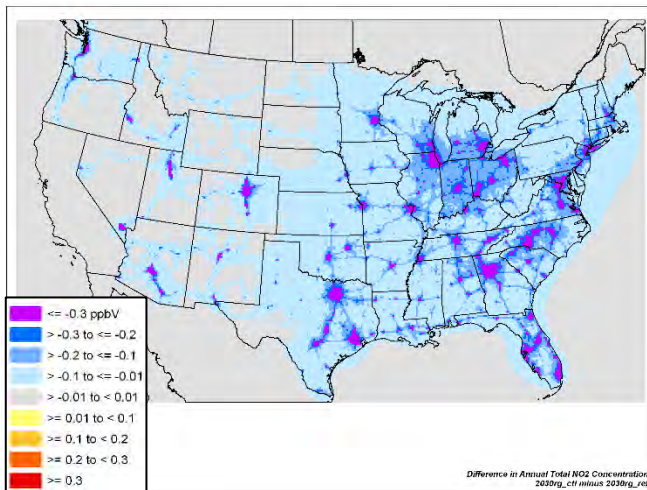 <= -0.3 ppbV
> -0.3 to <= -0.2
> -0.2 to <= -0.1
> -0.1 to <= -0.01
> -0.01 to < 0.01
>= 0.01 to < 0.1
>= 0.1 to < 0.2
>= 0.2 to < 0.3
>= 0.3
Difference in Annual Total NO2 Concentration
2030rg_ctl minus 2030rg_ref